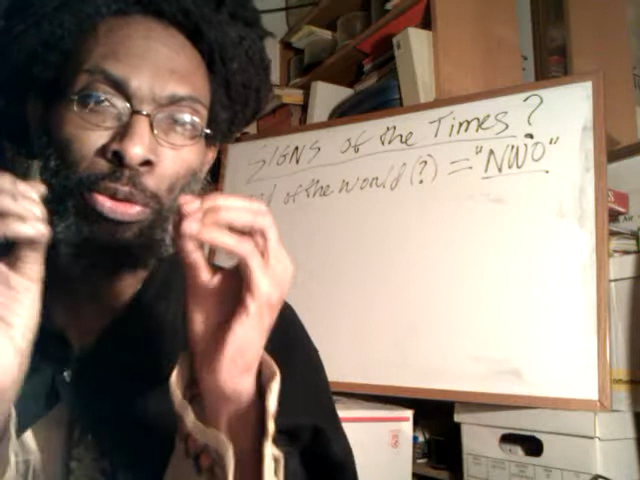 SIGNS of the Times?
of the World(?) = "NWO"